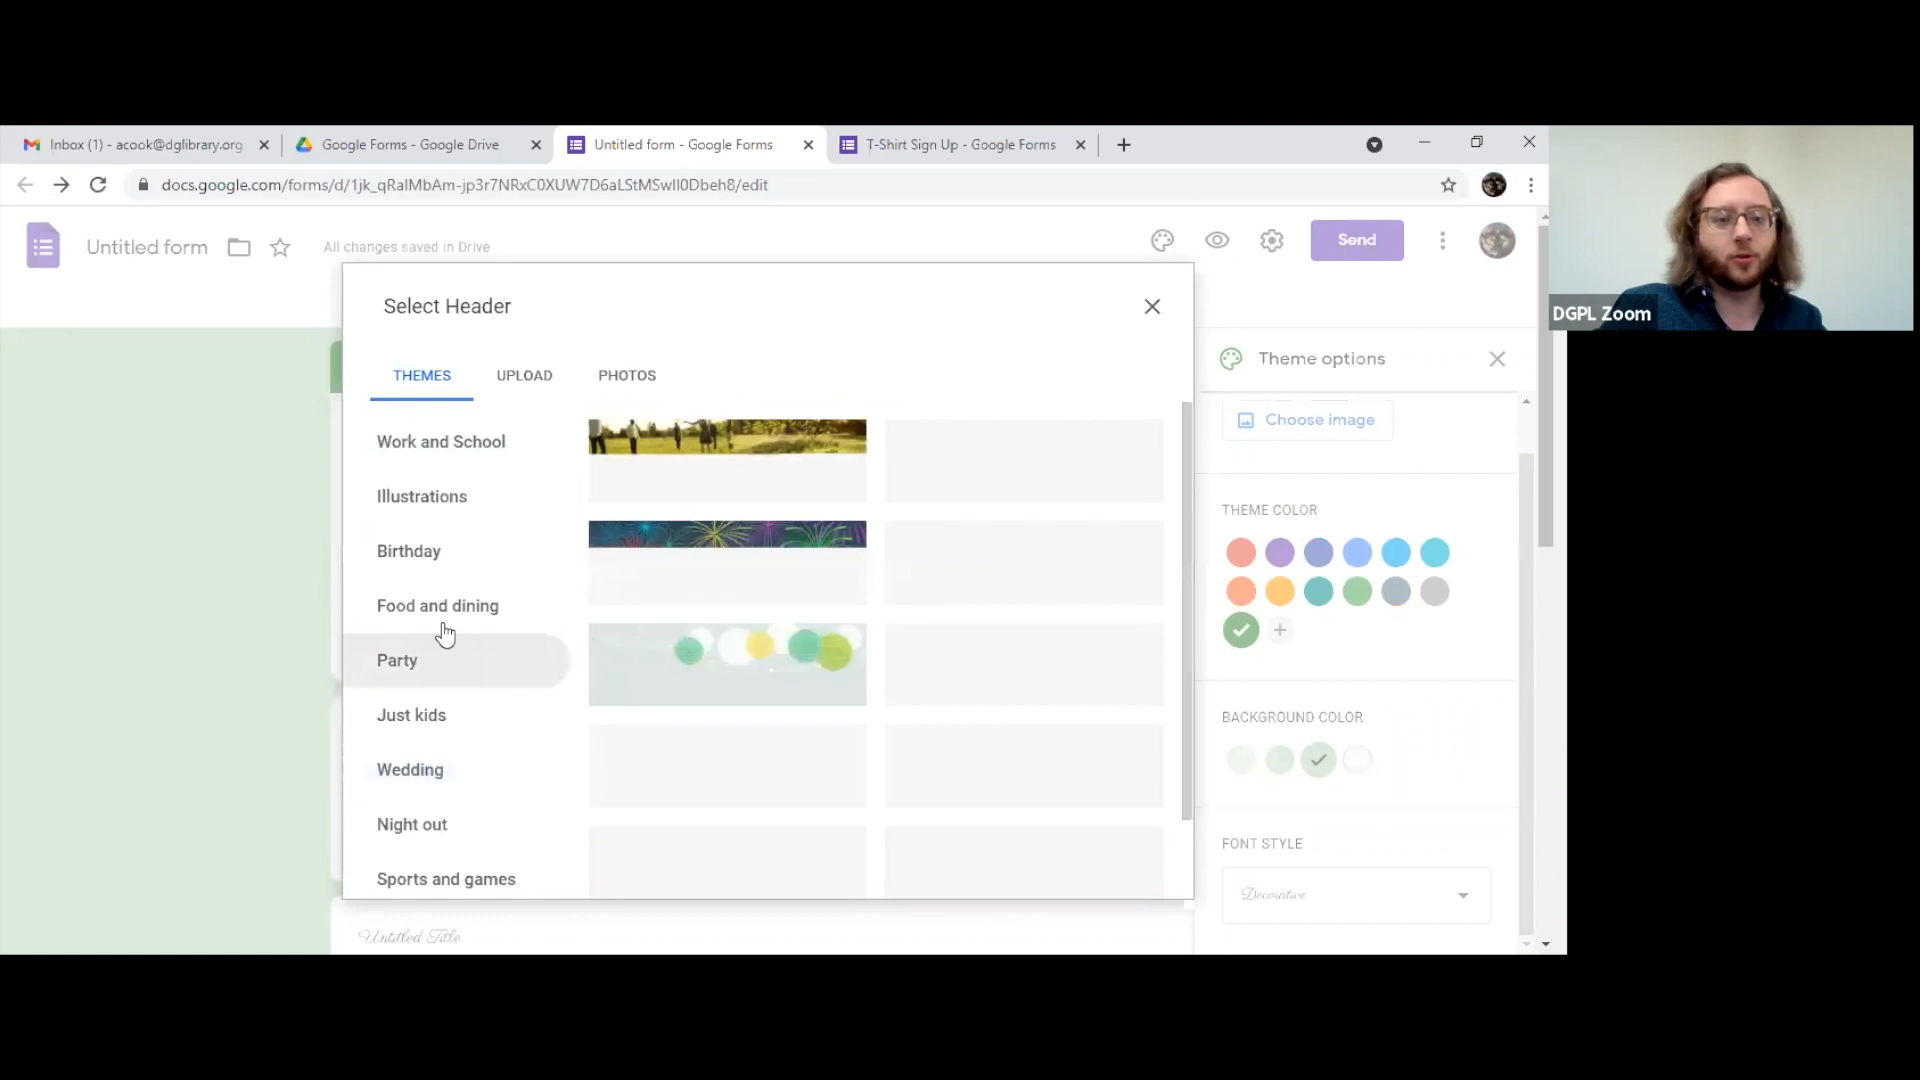 Inbox (1) - acook@dglibrary.org
Google Forms - Google Drive
Untitled form - Google Forms
T-Shirt Sign Up - Google Forms
docs.google.com/forms/d/1jk_qRalMbAm-jp3r7NRxC0XUW7D6aLStMSwII0Dbeh8/edit
Untitled form
All changes saved in Drive
Send
DGPL Zoom
Select Header
THEMES
UPLOAD
PHOTOS
Work and School
Illustrations
Birthday
Food and dining
Party
Just kids
Wedding
Night out
Sports and games
Theme options
Choose image
THEME COLOR
BACKGROUND COLOR
FONT STYLE
Decorative
Untitled Title